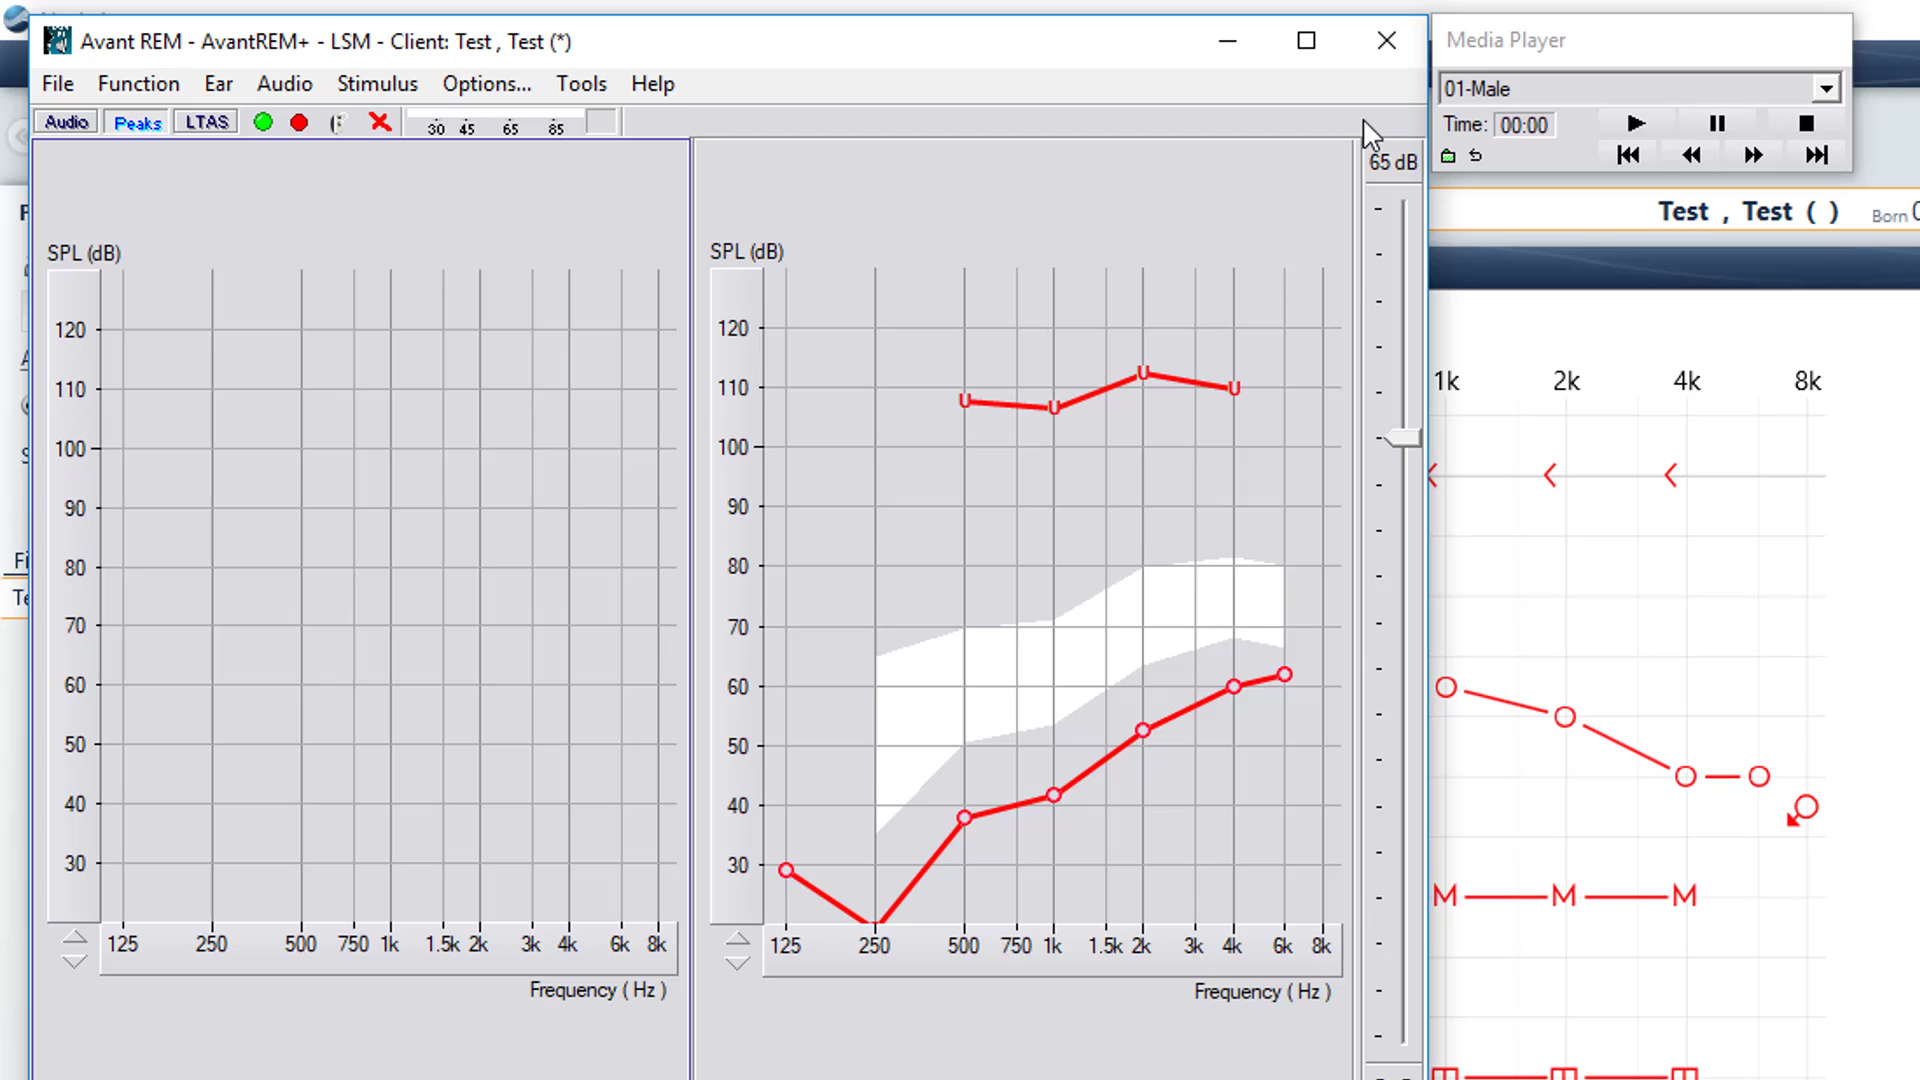 Avant REM - AvantREM+ - LSM - Client: Test , Test (*)
Media Player
File Function Ear Audio Stimulus Options... Tools Help
01-Male
Audio Peaks LTAS
30 45 65 85
Time: 00:00
65 dB
Test , Test ( ) Born
SPL (dB)
120
110
100
90
80
70
60
50
40
30
125 250 500 750 1k 1.5k 2k 3k 4k 6k 8k
Frequency ( Hz )
SPL (dB)
120
110
100
90
80
70
60
50
40
30
U U U U
125 250 500 750 1k 1.5k 2k 3k 4k 6k 8k
Frequency ( Hz )
1k 2k 4k 8k
M M M